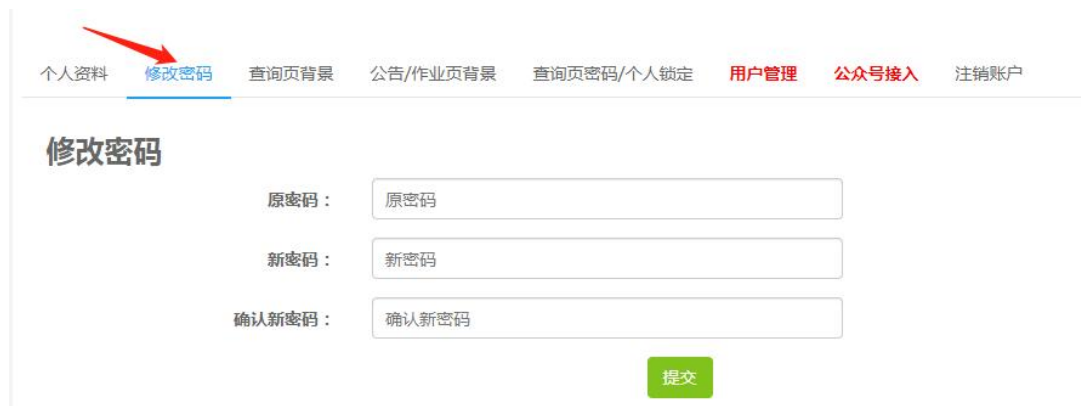 个人资料 修改密码 查询页背景 公告/作业页背景 查询页密码/个人锁定 用户管理 公众号接入 注销账户
修改密码
原密码： 原密码
新密码： 新密码
确认新密码： 确认新密码
提交